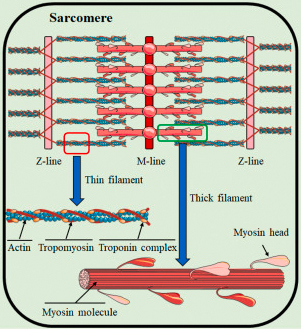 Sarcomere
Z-line M-line Z-line
Thin filament
Thick filament
Myosin head
Actin Tropomyosin Troponin complex
Myosin molecule